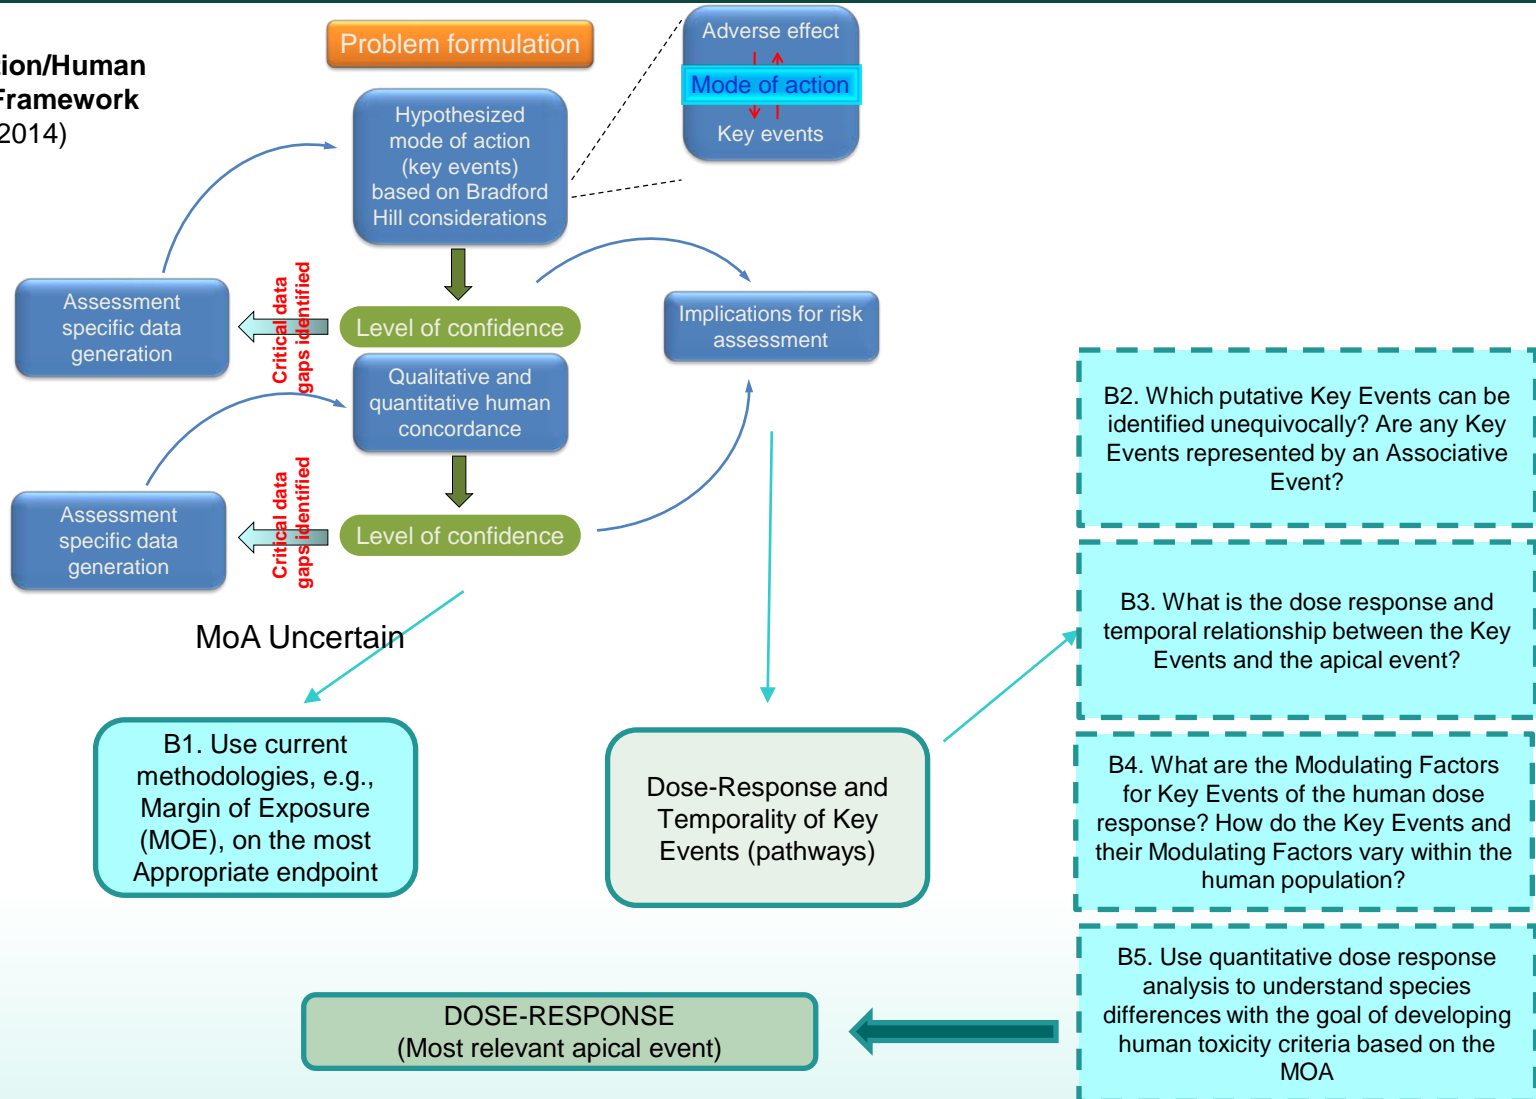 tion/Human
Framework
2014)
Problem formulation
Adverse effect
Mode of action
Key events
Hypothesized
mode of action
(key events)
based on Bradford
Hill considerations
Assessment
specific data
generation
Critical data
gaps identified
Level of confidence
Implications for risk
assessment
Qualitative and
quantitative human
concordance
Assessment
specific data
generation
Critical data
gaps identified
Level of confidence
MoA Uncertain
B1. Use current
methodologies, e.g.,
Margin of Exposure
(MOE), on the most
Appropriate endpoint
Dose-Response and
Temporality of Key
Events (pathways)
B2. Which putative Key Events can be
identified unequivocally? Are any Key
Events represented by an Associative
Event?
B3. What is the dose response and
temporal relationship between the Key
Events and the apical event?
B4. What are the Modulating Factors
for Key Events of the human dose
response? How do the Key Events and
their Modulating Factors vary within the
human population?
B5. Use quantitative dose response
analysis to understand species
differences with the goal of developing
human toxicity criteria based on the
MOA
DOSE-RESPONSE
(Most relevant apical event)